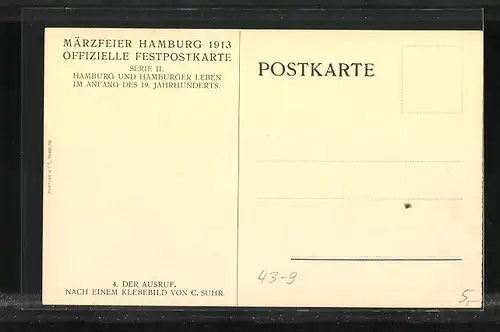 MÄRZFEIER HAMBURG 1913
OFFIZIELLE FESTPOSTKARTE
SERIE II.
HAMBURG UND HAMBURGER LEBEN
IM ANFANG DES 19. JAHRHUNDERTS.
POSTKARTE
4. DER AUSRUF.
NACH EINEM KLEBEBILD VON C. SUHR.
43-9
5,-